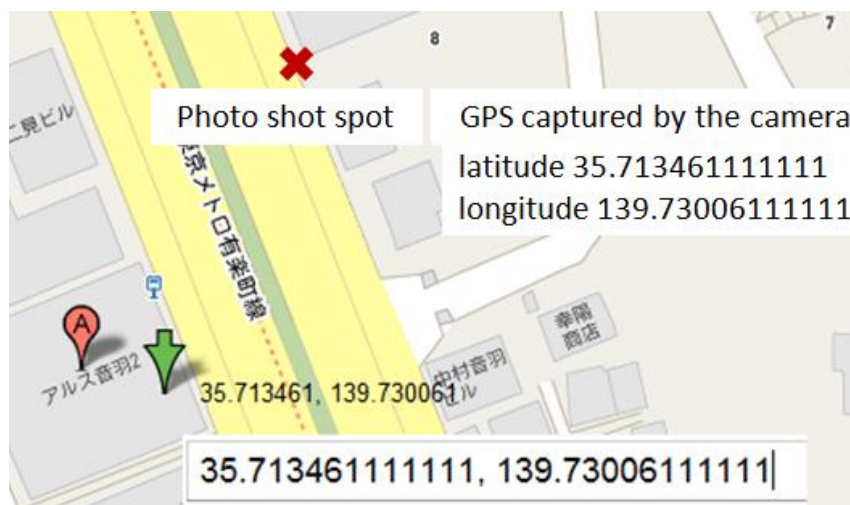 8
7
二見ビル
Photo shot spot
GPS captured by the camera
latitude 35.713461111111
longitude 139.73006111111
東京メトロ有楽町線
A
アルス音羽2
幸陽
商店
中村音羽
ビル
35.713461, 139.730061
35.713461111111, 139.73006111111